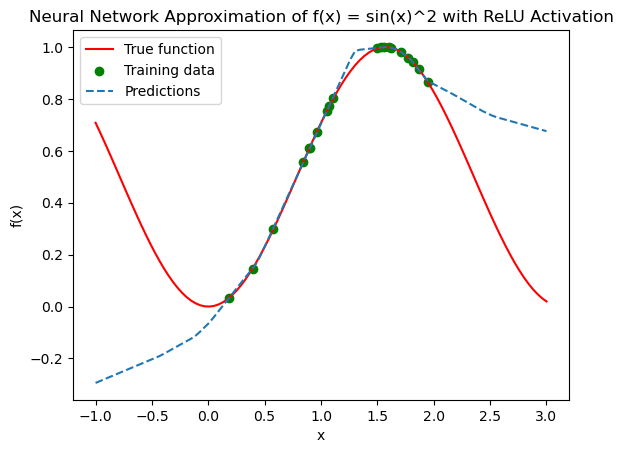 Neural Network Approximation of f(x) = sin(x)^2 with ReLU Activation
True function
Training data
Predictions
f(x)
1.0
0.8
0.6
0.4
0.2
0.0
−0.2
−1.0 −0.5 0.0 0.5 1.0 1.5 2.0 2.5 3.0
x